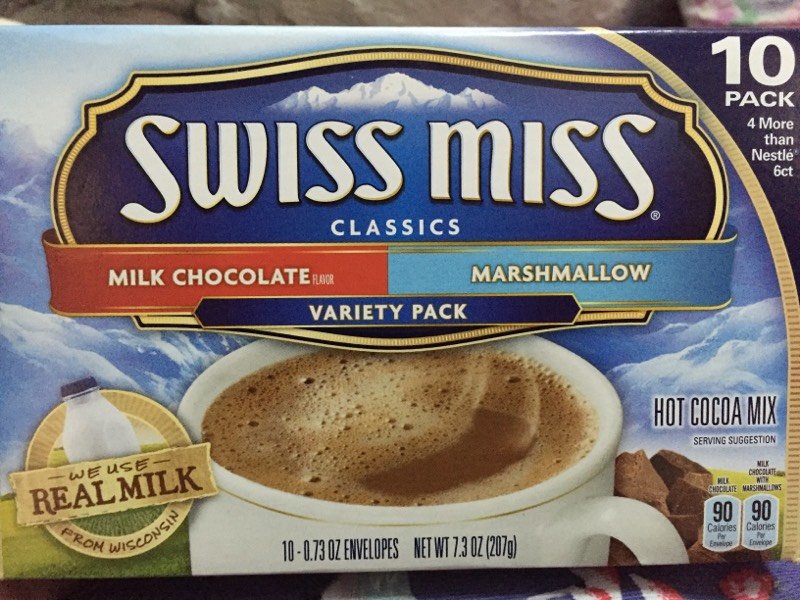 10
PACK
4 More
than
Nestlé®
6ct
SWISS MISS®
CLASSICS
MILK CHOCOLATE FLAVOR
MARSHMALLOW
VARIETY PACK
HOT COCOA MIX
SERVING SUGGESTION
WE USE
REAL MILK
FROM WISCONSIN
MILK
CHOCOLATE
90
Calories
Per
Envelope
MILK
CHOCOLATE
WITH
MARSHMALLOWS
90
Calories
Per
Envelope
10 - 0.73 OZ ENVELOPES NET WT 7.3 OZ (207g)